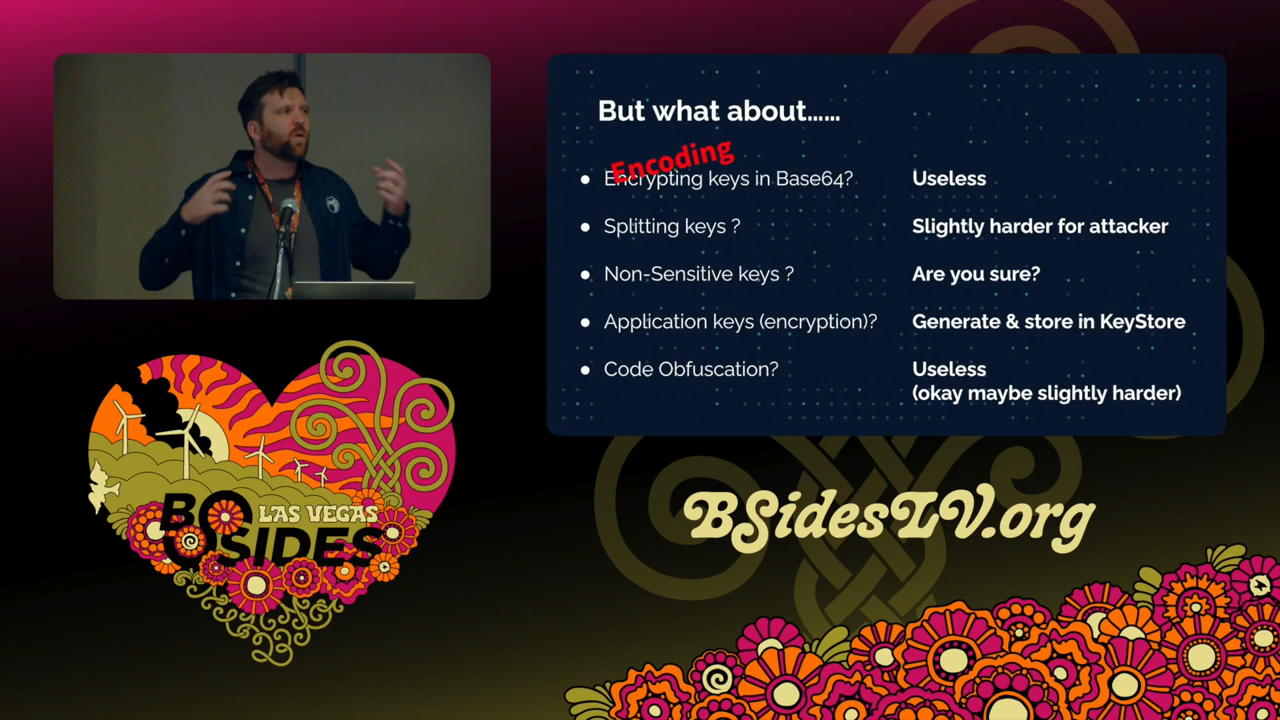 But what about......
Encoding
• Encrypting keys in Base64? Useless
• Splitting keys ? Slightly harder for attacker
• Non-Sensitive keys ? Are you sure?
• Application keys (encryption)? Generate & store in KeyStore
• Code Obfuscation? Useless
(okay maybe slightly harder)
LAS VEGAS
BSIDES
BSidesLV.org